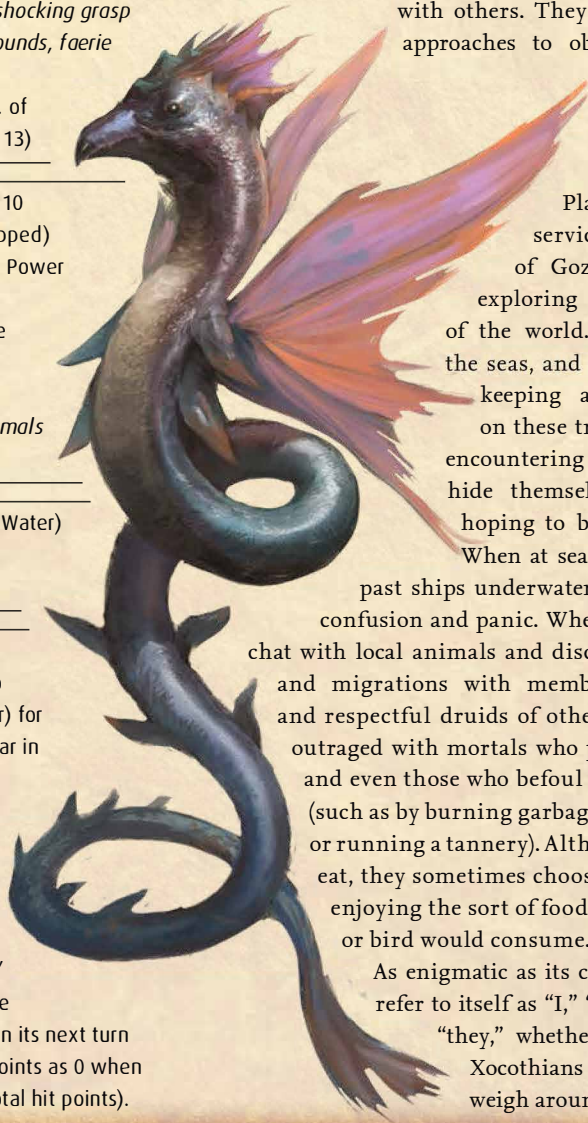 shocking grasp
ounds, faerie
of
13)
10
oped)
Power
e
mals
Water)
r) for
ar in
e
n its next turn
oints as 0 when
otal hit points).
with others. They
approaches to ob
Pla
servic
of Goz
exploring
of the world.
the seas, and
keeping a
on these tr
encountering
hide themsel
hoping to b
When at sea
past ships underwater
confusion and panic. Whe
chat with local animals and disc
and migrations with memb
and respectful druids of othe
outraged with mortals who p
and even those who befoul
(such as by burning garbag
or running a tannery). Alth
eat, they sometimes choos
enjoying the sort of food
or bird would consume.
As enigmatic as its c
refer to itself as “I,” “
“they,” whethe
Xocothians
weigh aroun